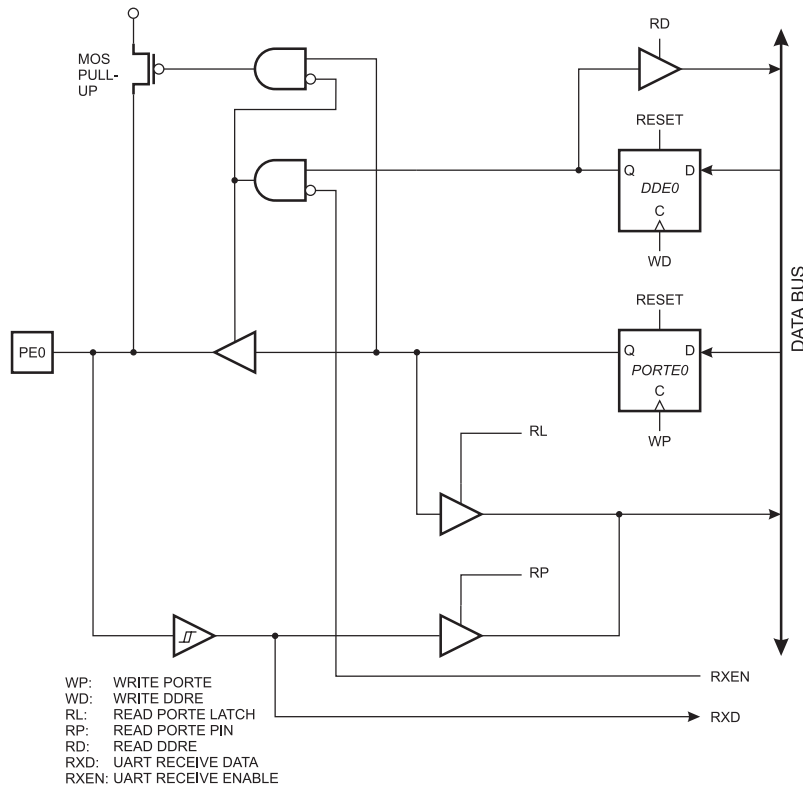 RD
MOS
PULL-
UP
RESET
Q
D
DDE0
C
WD
DATA BUS
RESET
PE0
Q
D
PORTE0
C
WP
RL
RP
RXEN
RXD
WP: WRITE PORTE
WD: WRITE DDRE
RL: READ PORTE LATCH
RP: READ PORTE PIN
RD: READ DDRE
RXD: UART RECEIVE DATA
RXEN: UART RECEIVE ENABLE